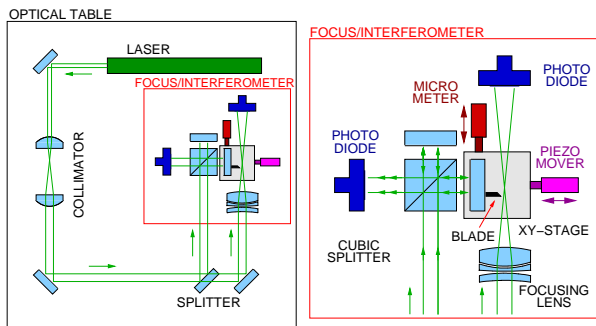 OPTICAL TABLE
LASER
FOCUS/INTERFEROMETER
COLLIMATOR
SPLITTER
FOCUS/INTERFEROMETER
PHOTO
DIODE
MICRO
METER
PHOTO
DIODE
PIEZO
MOVER
BLADE
XY-STAGE
CUBIC
SPLITTER
FOCUSING
LENS